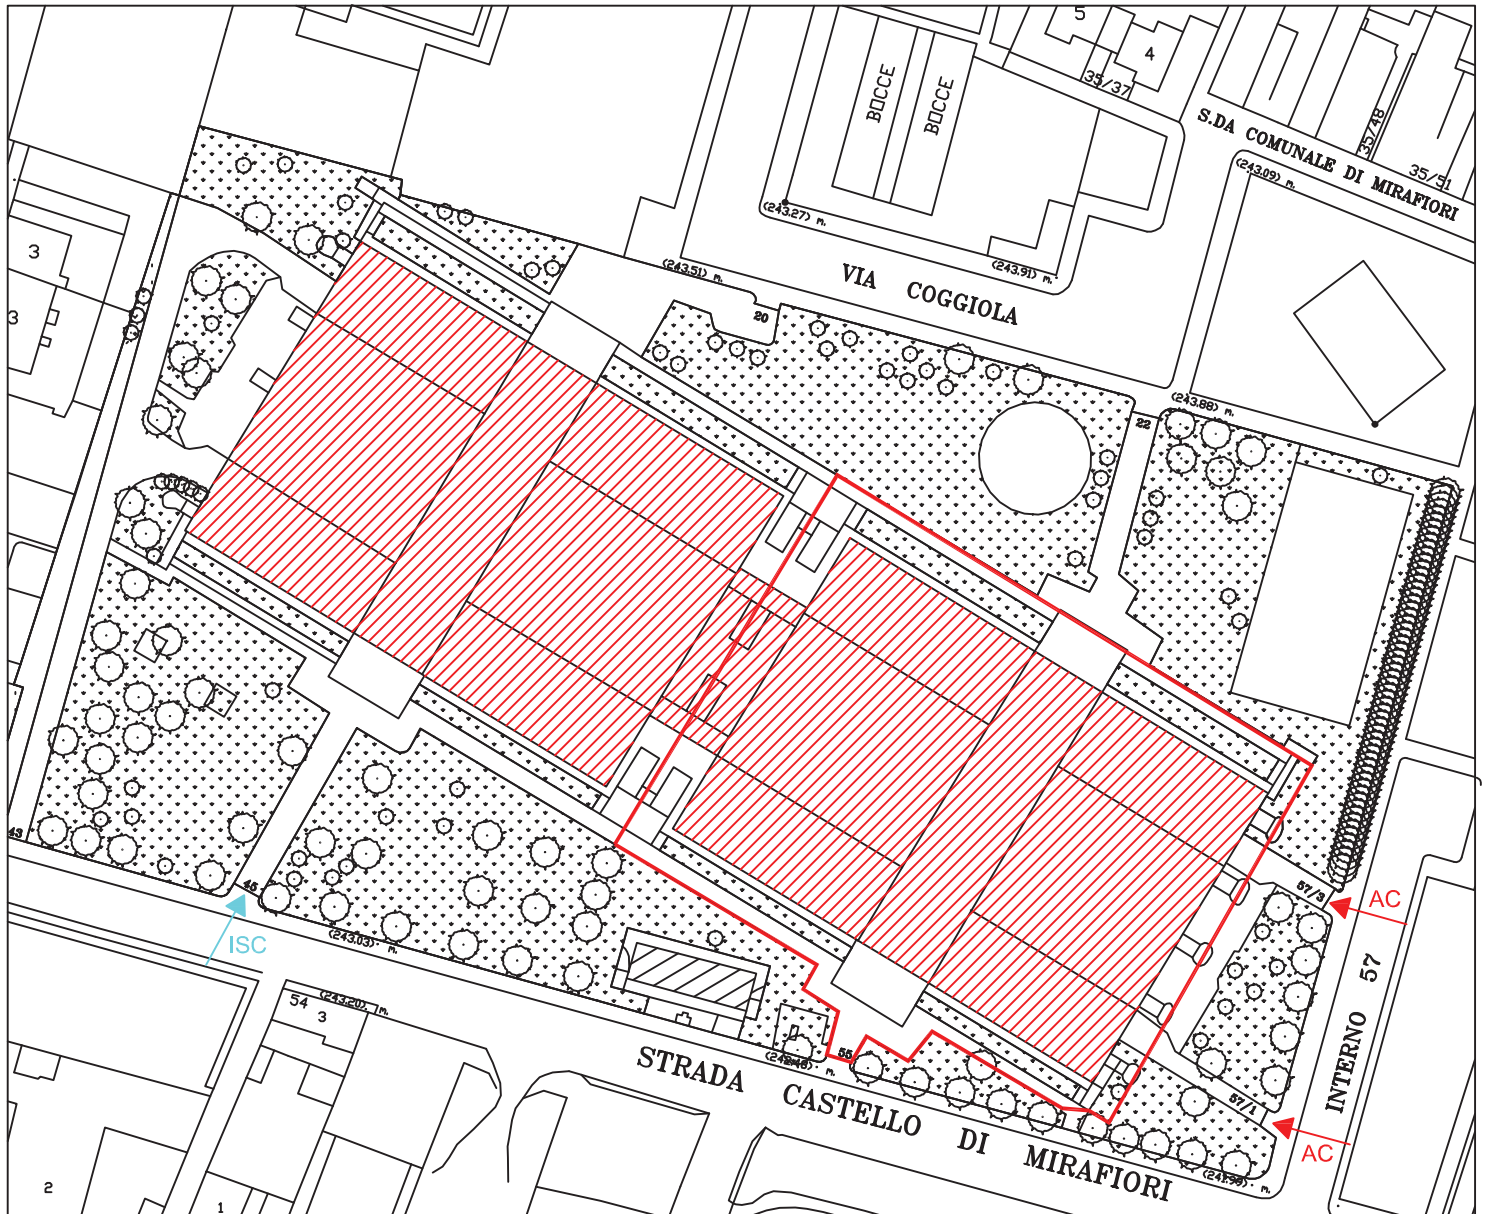 5
4
35/37
BOCCE
BOCCE
35/48
S.DA COMUNALE DI MIRAFIORI
35/51
(243.09) m.
(243.27) m.
3
(243.51) m.
(243.91) m.
VIA COGGIOLA
3
20
(243.88) m.
22
43
45
57/3
AC
ISC
(243.03) m.
INTERNO 57
54
3
(243.20) m.
55
m.
STRADA CASTELLO DI MIRAFIORI
57/1
AC
m.
2
1